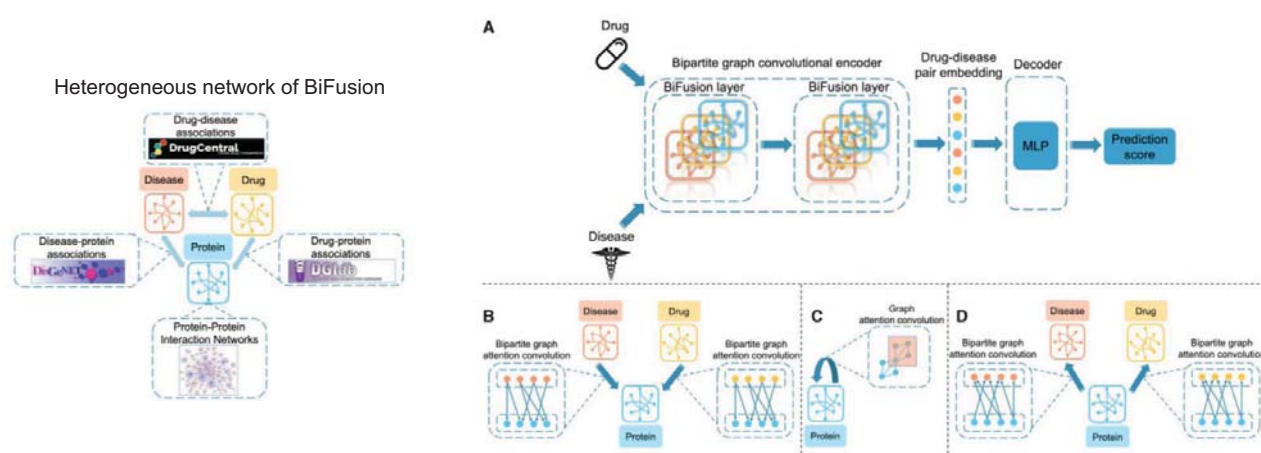 Heterogeneous network of BiFusion
Drug-disease
associations
DrugCentral
Disease
Drug
Disease-protein
associations
DisGeNET
Protein
Drug-protein
associations
DGIdb
Protein-Protein
Interaction Networks
A
Drug
Bipartite graph convolutional encoder
BiFusion layer
BiFusion layer
Drug-disease
pair embedding
Decoder
MLP
Prediction
score
Disease
B
Disease
Drug
Bipartite graph
attention convolution
Bipartite graph
attention convolution
Protein
C
Graph
attention convolution
Protein
D
Disease
Drug
Bipartite graph
attention convolution
Bipartite graph
attention convolution
Protein